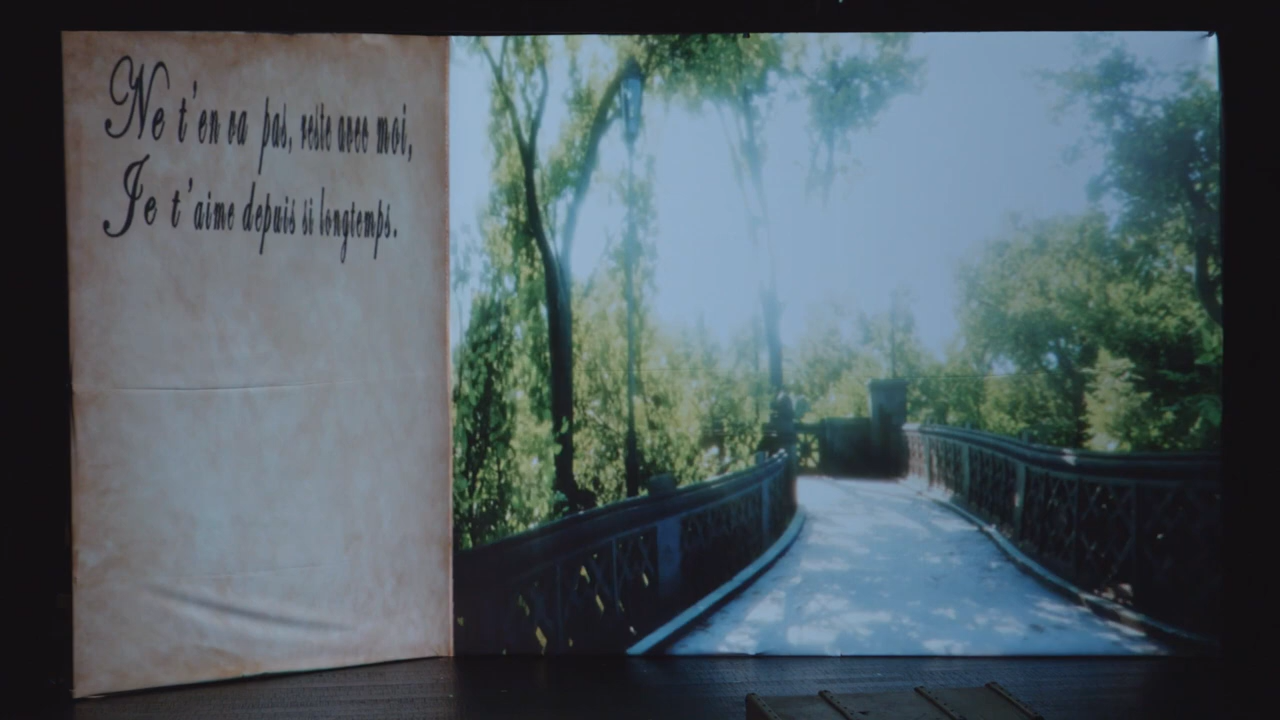 Ne t'en va pas, reste avec moi,
Je t'aime depuis si longtemps.